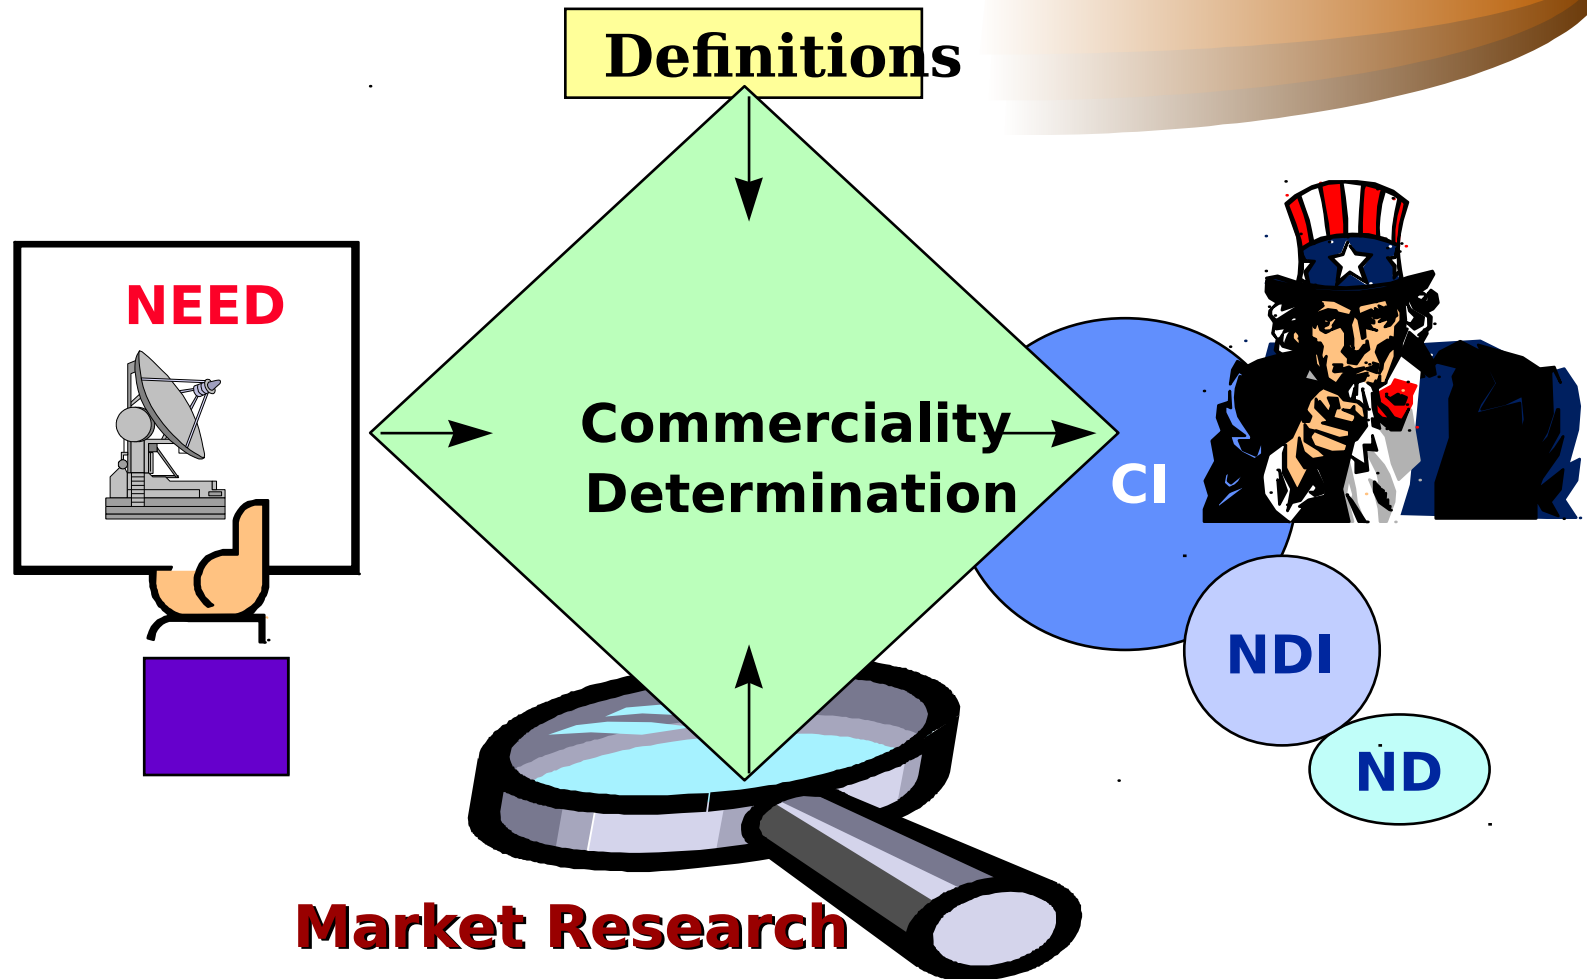 Definitions
NEED
Commerciality
Determination
CI
NDI
ND
Market Research